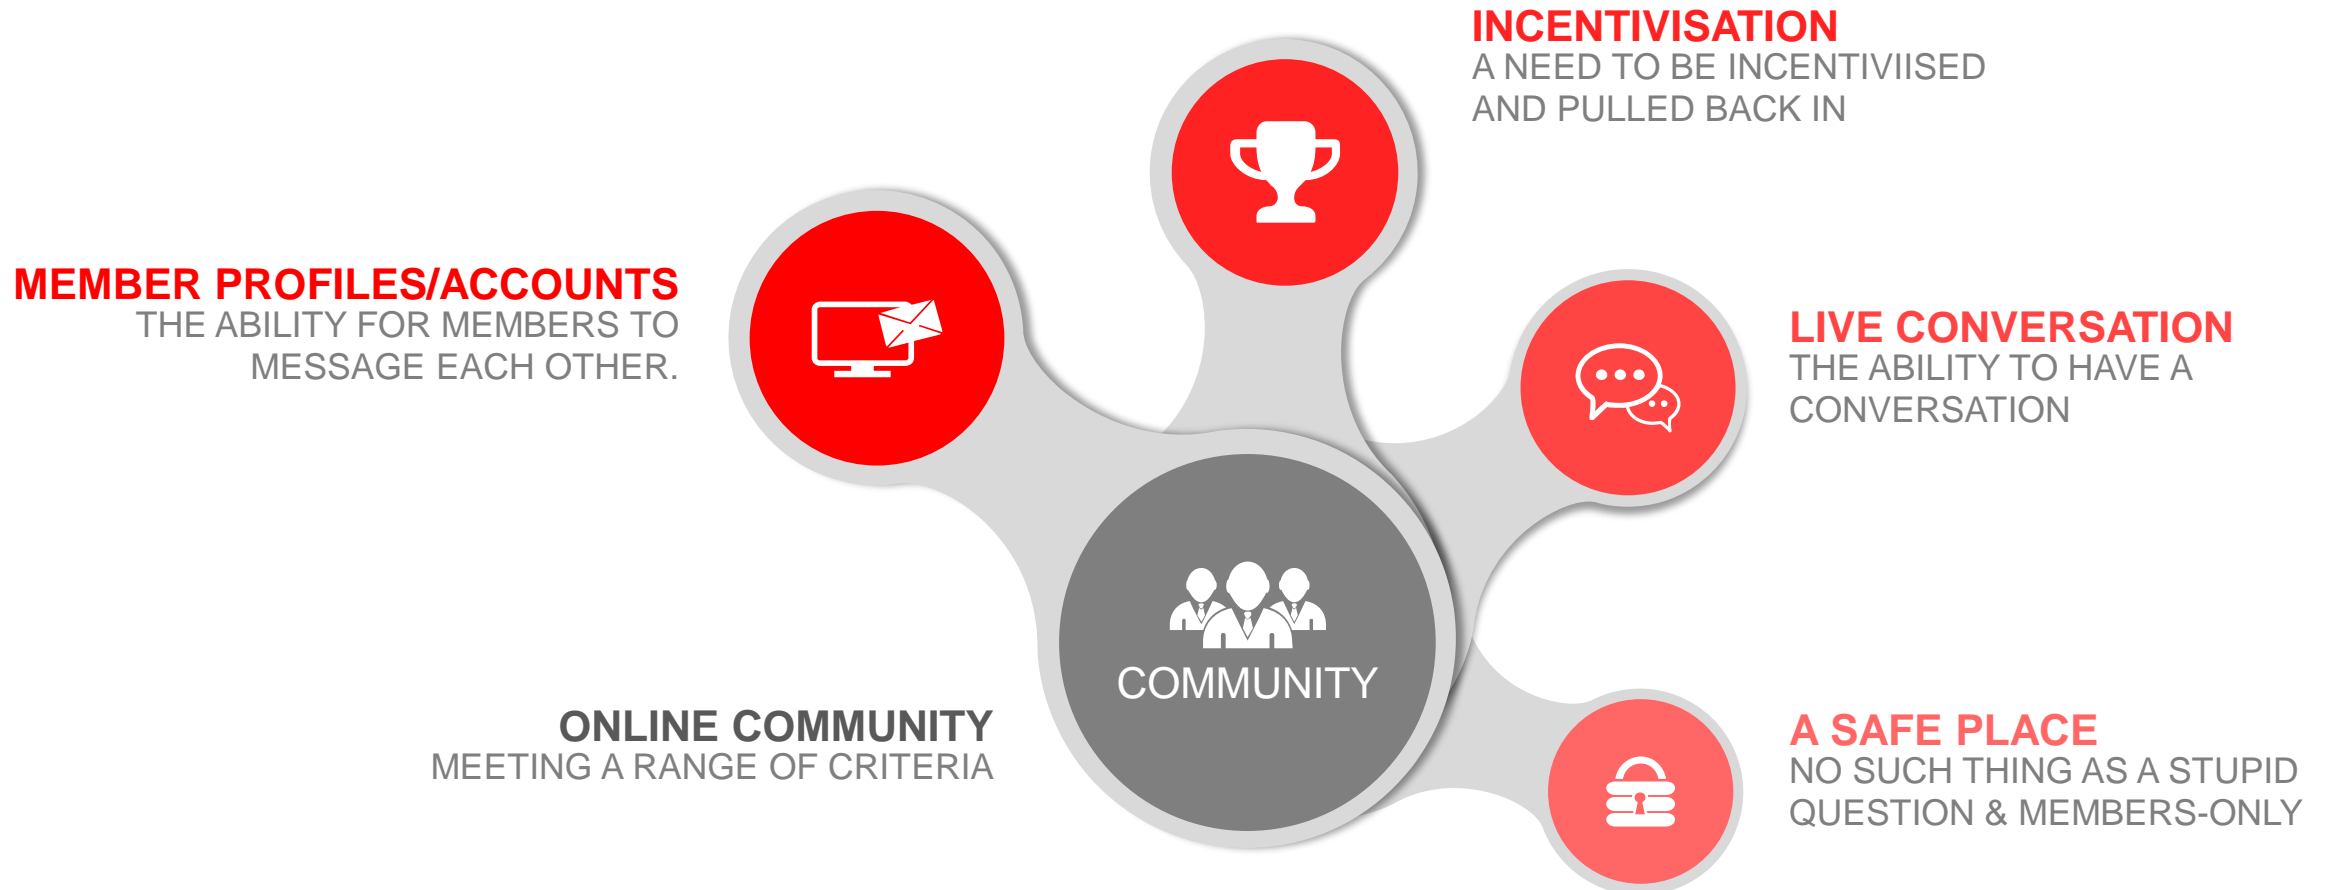 INCENTIVISATION
A NEED TO BE INCENTIVIISED
AND PULLED BACK IN
MEMBER PROFILES/ACCOUNTS
THE ABILITY FOR MEMBERS TO
MESSAGE EACH OTHER.
LIVE CONVERSATION
THE ABILITY TO HAVE A
CONVERSATION
COMMUNITY
ONLINE COMMUNITY
MEETING A RANGE OF CRITERIA
A SAFE PLACE
NO SUCH THING AS A STUPID
QUESTION & MEMBERS-ONLY